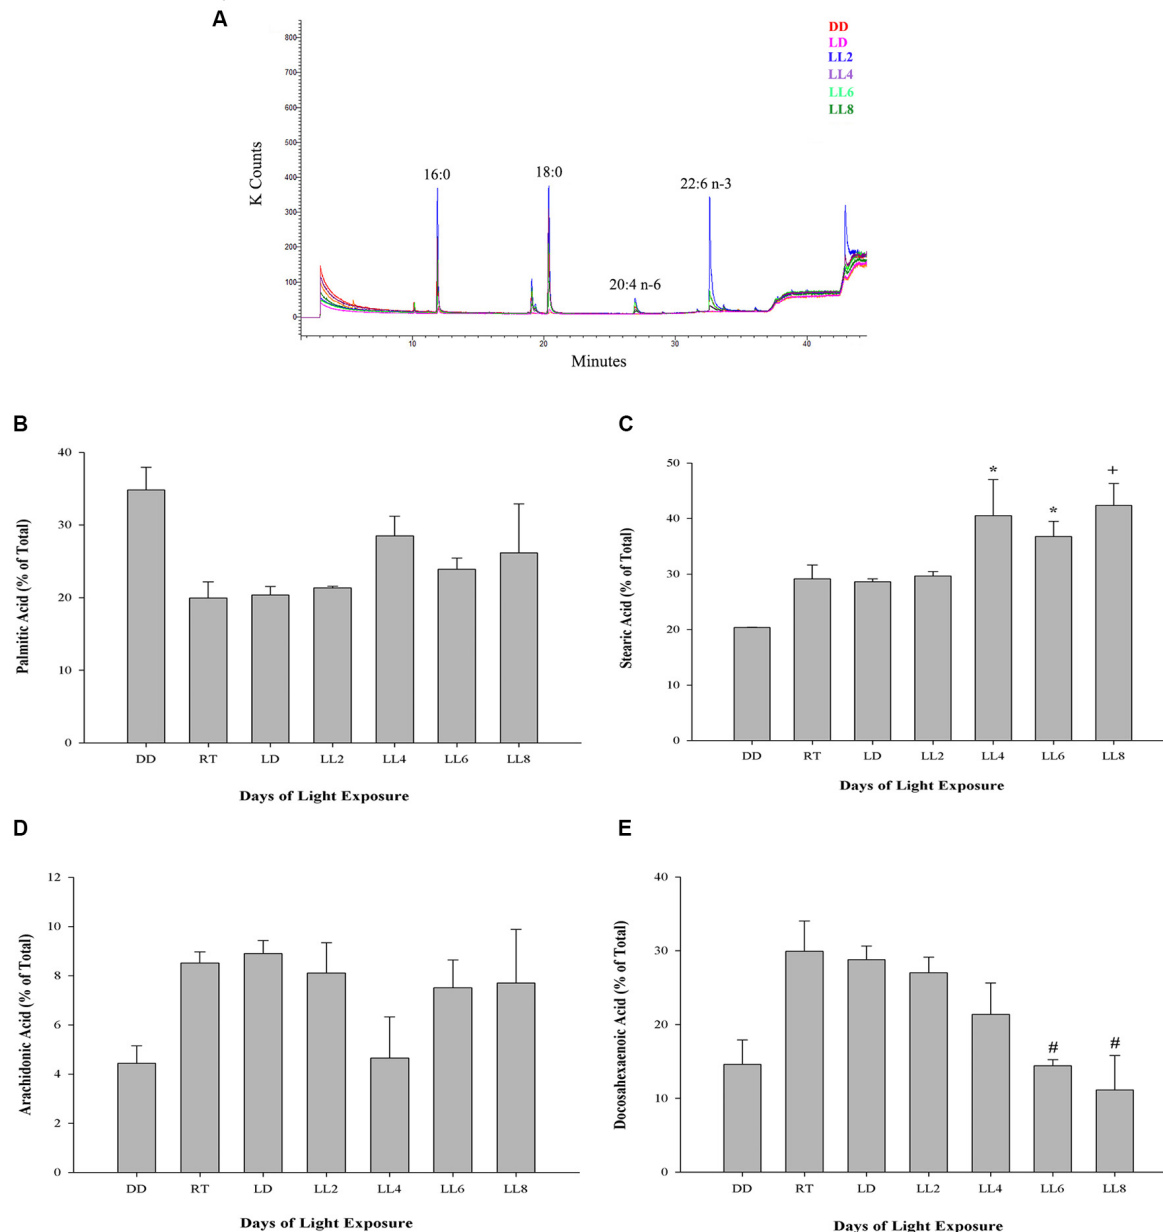 A
DD
LD
LL2
LL4
LL6
LL8
800
700
600
500
400
300
200
100
0
K Counts
16:0
18:0
20:4 n-6
22:6 n-3
10 20 30 40
Minutes
B
40
30
20
10
0
Palmitic Acid (% of Total)
DD RT LD LL2 LL4 LL6 LL8
Days of Light Exposure
C
50
40
30
20
10
0
Stearic Acid (% of Total)
* * +
DD RT LD LL2 LL4 LL6 LL8
Days of Light Exposure
D
12
10
8
6
4
2
0
Arachidonic Acid (% of Total)
DD RT LD LL2 LL4 LL6 LL8
Days of Light Exposure
E
40
30
20
10
0
Docosahexaenoic Acid (% of Total)
# #
DD RT LD LL2 LL4 LL6 LL8
Days of Light Exposure